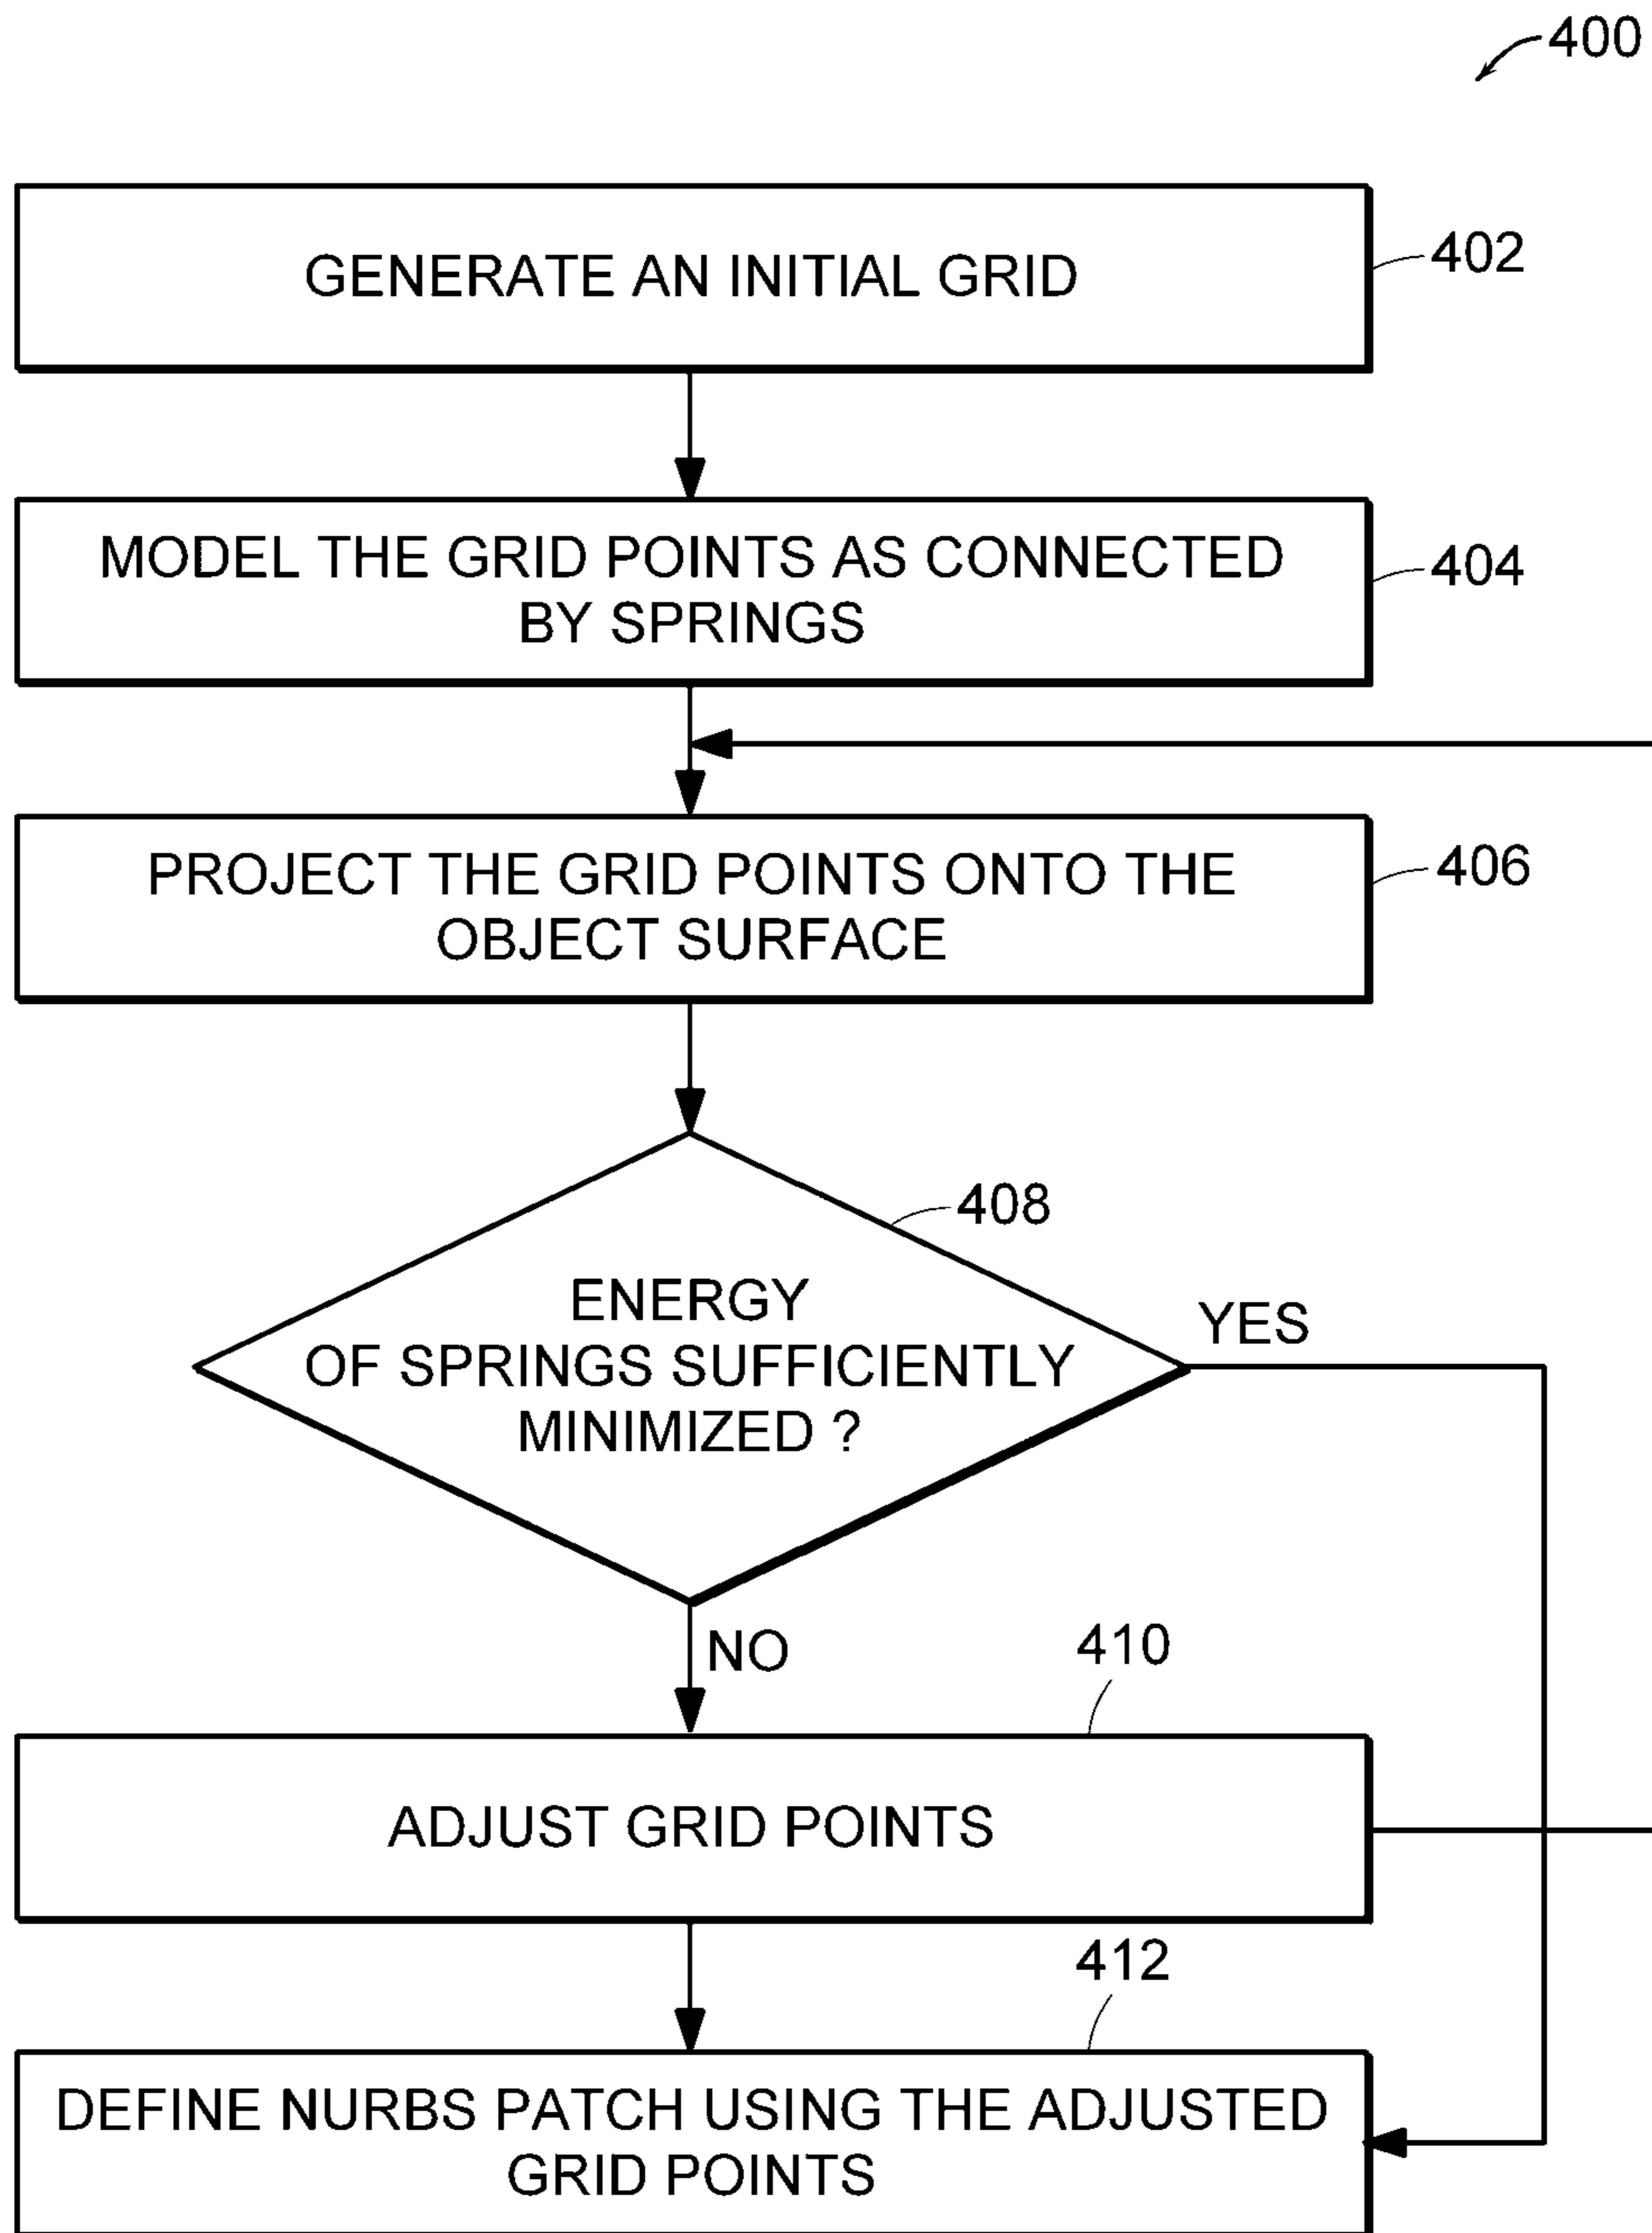 400
GENERATE AN INITIAL GRID
402
MODEL THE GRID POINTS AS CONNECTED
BY SPRINGS
404
PROJECT THE GRID POINTS ONTO THE
OBJECT SURFACE
406
408
ENERGY
OF SPRINGS SUFFICIENTLY
MINIMIZED ?
YES
NO
410
ADJUST GRID POINTS
412
DEFINE NURBS PATCH USING THE ADJUSTED
GRID POINTS